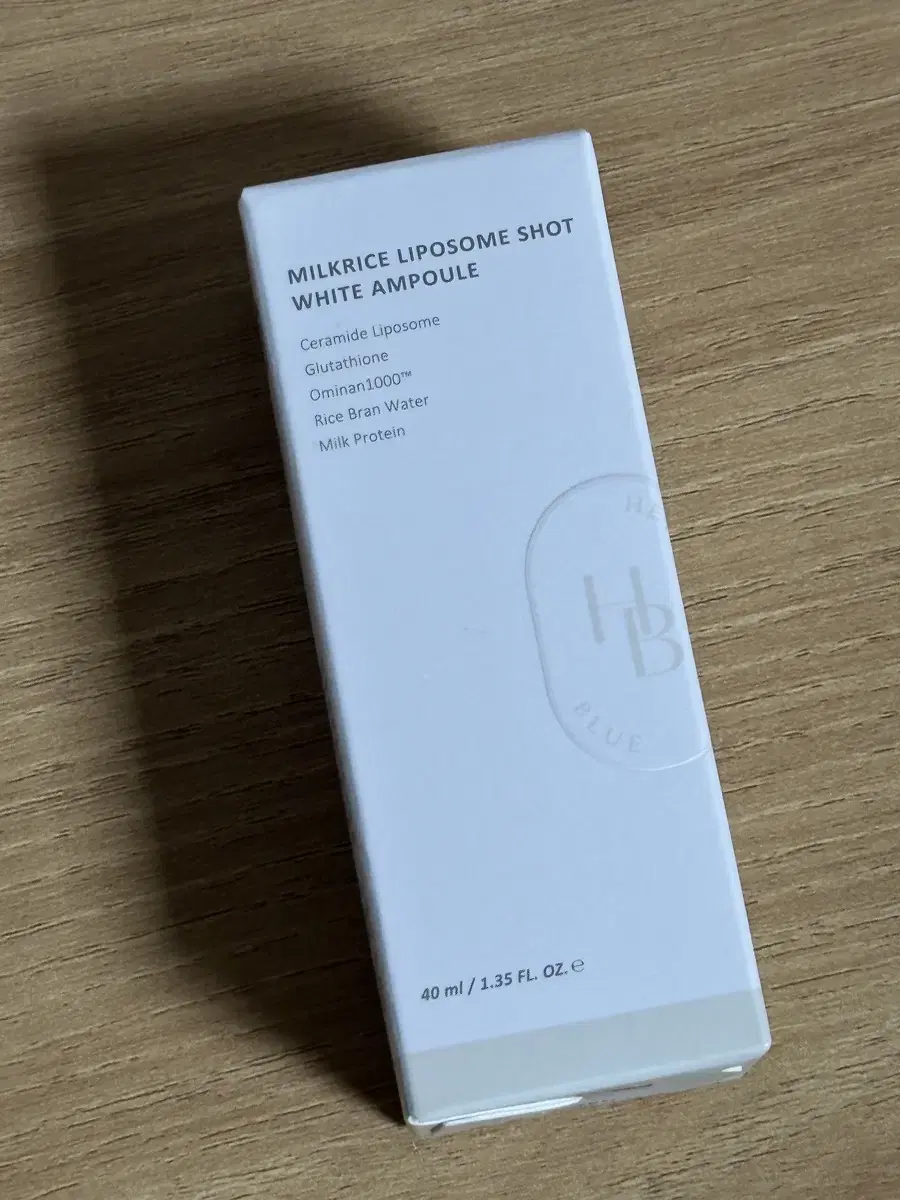 MILKRICE LIPOSOME SHOT
WHITE AMPOULE
Ceramide Liposome
Glutathione
Ominan1000™
Rice Bran Water
Milk Protein
HB
BLUE
40 ml / 1.35 FL. OZ. ℮